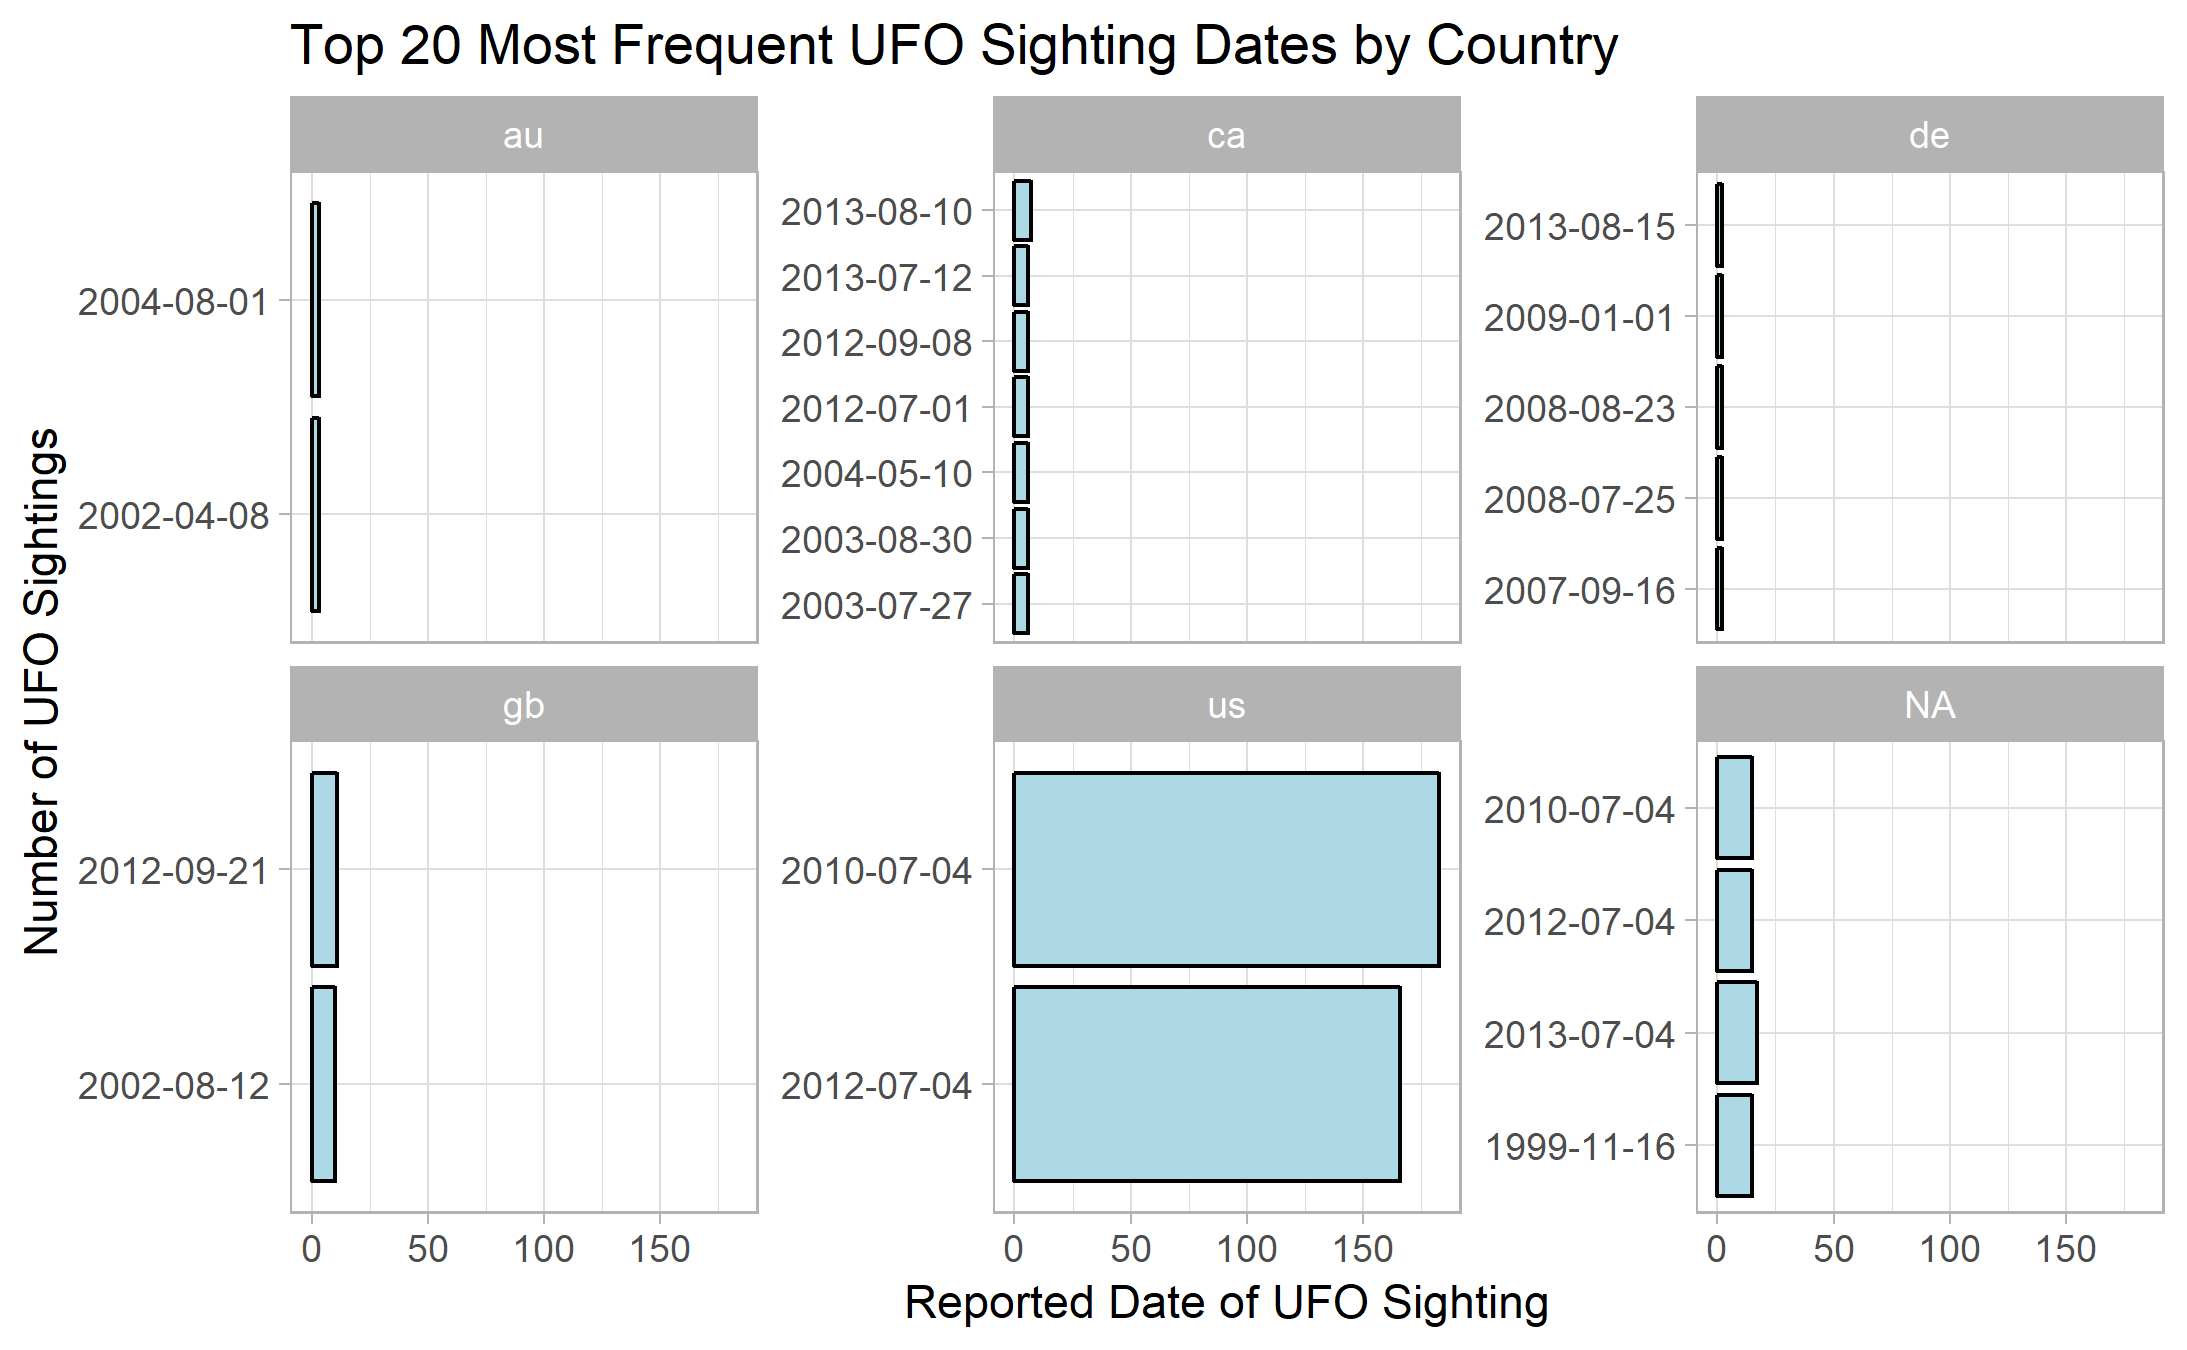 Top 20 Most Frequent UFO Sighting Dates by Country
au
2004-08-01
2002-04-08
ca
2013-08-10
2013-07-12
2012-09-08
2012-07-01
2004-05-10
2003-08-30
2003-07-27
de
2013-08-15
2009-01-01
2008-08-23
2008-07-25
2007-09-16
gb
2012-09-21
2002-08-12
0 50 100 150
us
2010-07-04
2012-07-04
0 50 100 150
NA
2010-07-04
2012-07-04
2013-07-04
1999-11-16
0 50 100 150
Number of UFO Sightings
Reported Date of UFO Sighting